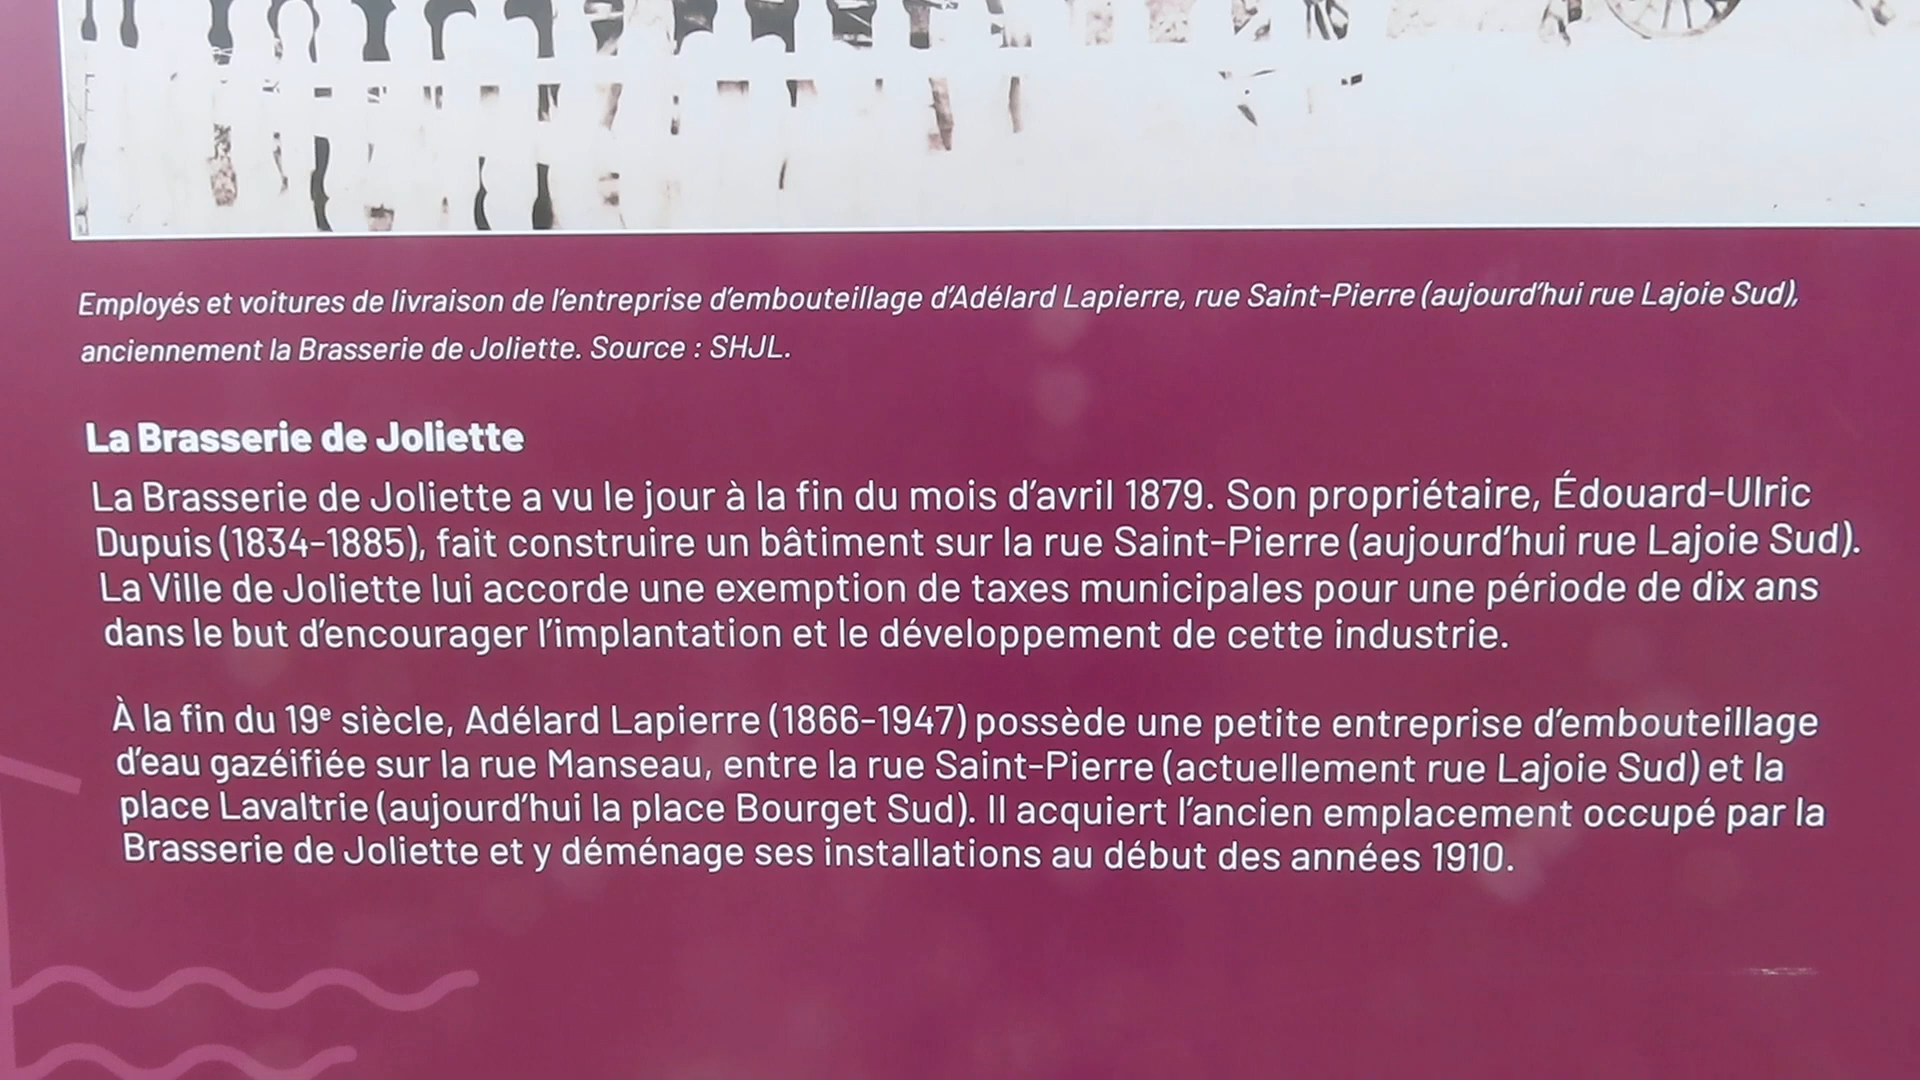 Employés et voitures de livraison de l'entreprise d'embouteillage d'Adélard Lapierre, rue Saint-Pierre (aujourd'hui rue Lajoie Sud),
anciennement la Brasserie de Joliette. Source : SHJL.
La Brasserie de Joliette
La Brasserie de Joliette a vu le jour à la fin du mois d'avril 1879. Son propriétaire, Édouard-Ulric
Dupuis (1834-1885), fait construire un bâtiment sur la rue Saint-Pierre (aujourd'hui rue Lajoie Sud).
La Ville de Joliette lui accorde une exemption de taxes municipales pour une période de dix ans
dans le but d'encourager l'implantation et le développement de cette industrie.
À la fin du 19e siècle, Adélard Lapierre (1866-1947) possède une petite entreprise d'embouteillage
d'eau gazéifiée sur la rue Manseau, entre la rue Saint-Pierre (actuellement rue Lajoie Sud) et la
place Lavaltrie (aujourd'hui la place Bourget Sud). Il acquiert l'ancien emplacement occupé par la
Brasserie de Joliette et y déménage ses installations au début des années 1910.